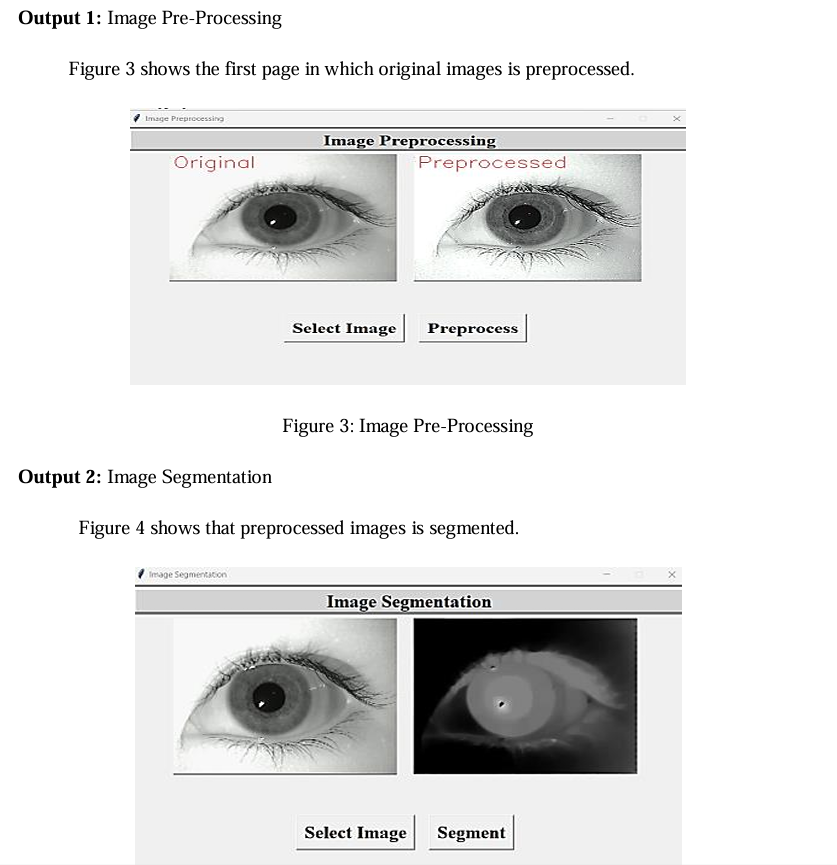 Output 1: Image Pre-Processing
Figure 3 shows the first page in which original images is preprocessed.
Image Preprocessing
Image Preprocessing
Original
Preprocessed
Select Image
Preprocess
Figure 3: Image Pre-Processing
Output 2: Image Segmentation
Figure 4 shows that preprocessed images is segmented.
Image Segmentation
Image Segmentation
Select Image
Segment